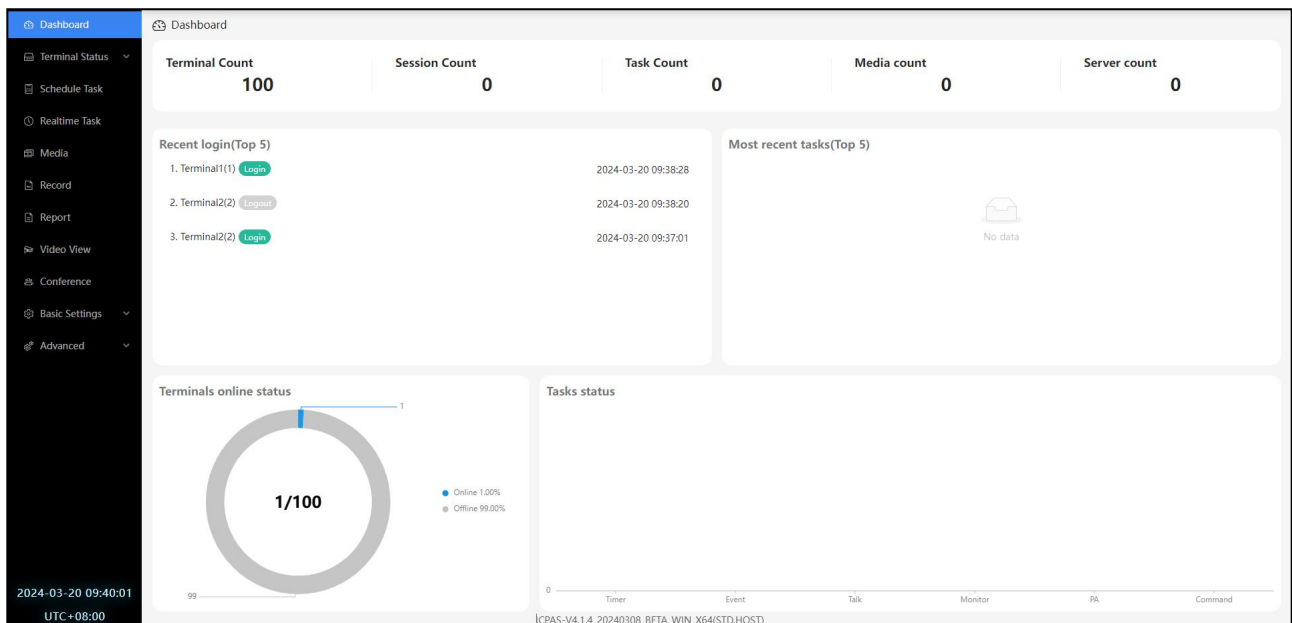 Dashboard
Terminal Status
Schedule Task
Realtime Task
Media
Record
Report
Video View
Conference
Basic Settings
Advanced
2024-03-20 09:40:01
UTC+08:00
Dashboard
Terminal Count
100
Session Count
0
Task Count
0
Media count
0
Server count
0
Recent login(Top 5)
1. Terminal1(1) Login 2024-03-20 09:38:28
2. Terminal2(2) Logout 2024-03-20 09:38:20
3. Terminal2(2) Login 2024-03-20 09:37:01
Most recent tasks(Top 5)
No data
Terminals online status
1
1/100
Online 1.00%
Offline 99.00%
99
Tasks status
0
Timer Event Talk Monitor PA Command
ICPAS-V4.1.4_20240308_BETA_WIN_X64(STD.HOST)